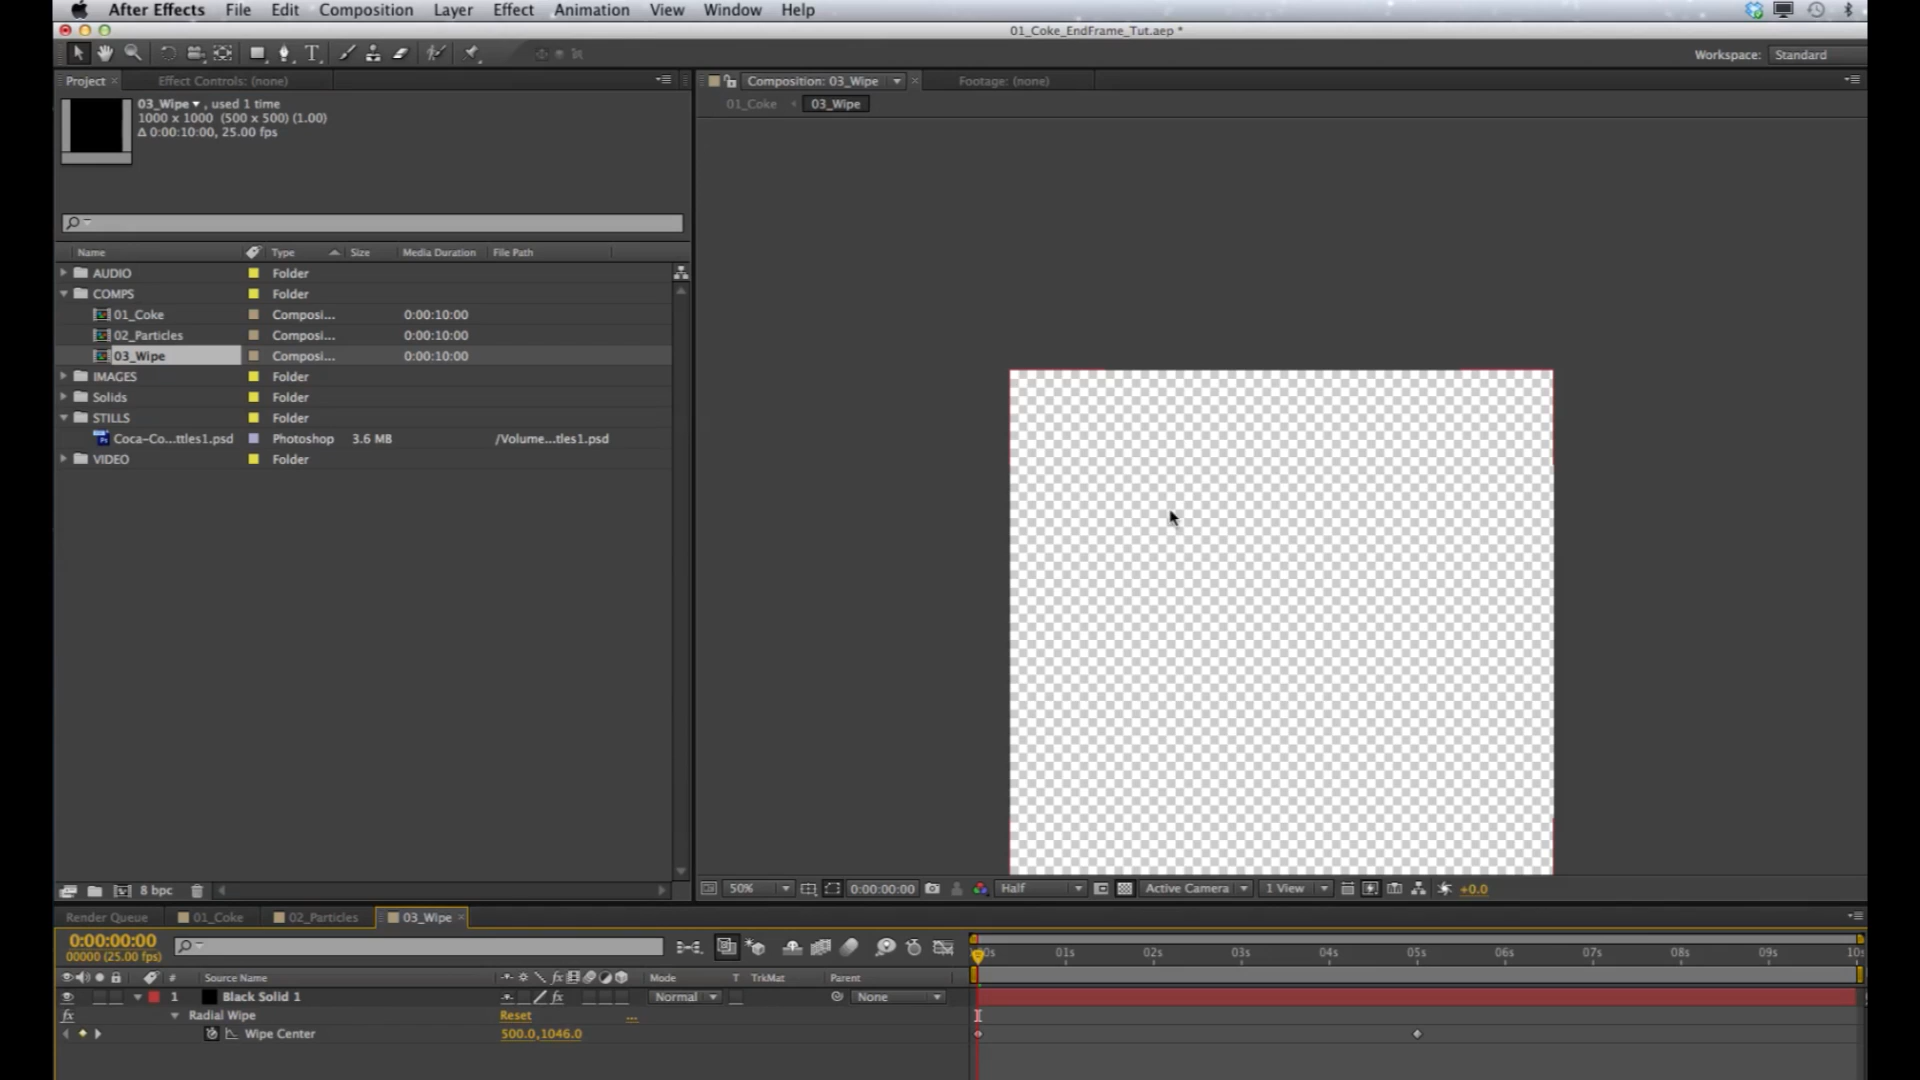 After Effects File Edit Composition Layer Effect Animation View Window Help
01_Coke_EndFrame_Tut.aep *
Workspace: Standard
Project Effect Controls: (none)
Composition: 03_Wipe Footage: (none)
03_Wipe , used 1 time
1000 x 1000 (500 x 500) (1.00)
Δ 0:00:10:00, 25.00 fps
01_Coke 03_Wipe
Name Type Size Media Duration File Path
AUDIO Folder
COMPS Folder
01_Coke Composi... 0:00:10:00
02_Particles Composi... 0:00:10:00
03_Wipe Composi... 0:00:10:00
IMAGES Folder
Solids Folder
STILLS Folder
Coca-Co...ttles1.psd Photoshop 3.6 MB /Volume...tles1.psd
VIDEO Folder
8 bpc
50% 0:00:00:00 Half Active Camera 1 View +0.0
Render Queue 01_Coke 02_Particles 03_Wipe
0:00:00:00
00000 (25.00 fps)
00s 01s 02s 03s 04s 05s 06s 07s 08s 09s 10s
# Source Name fx Mode T TrkMat Parent
1 Black Solid 1 fx Normal None
fx Radial Wipe Reset ...
Wipe Center 500.0,1046.0